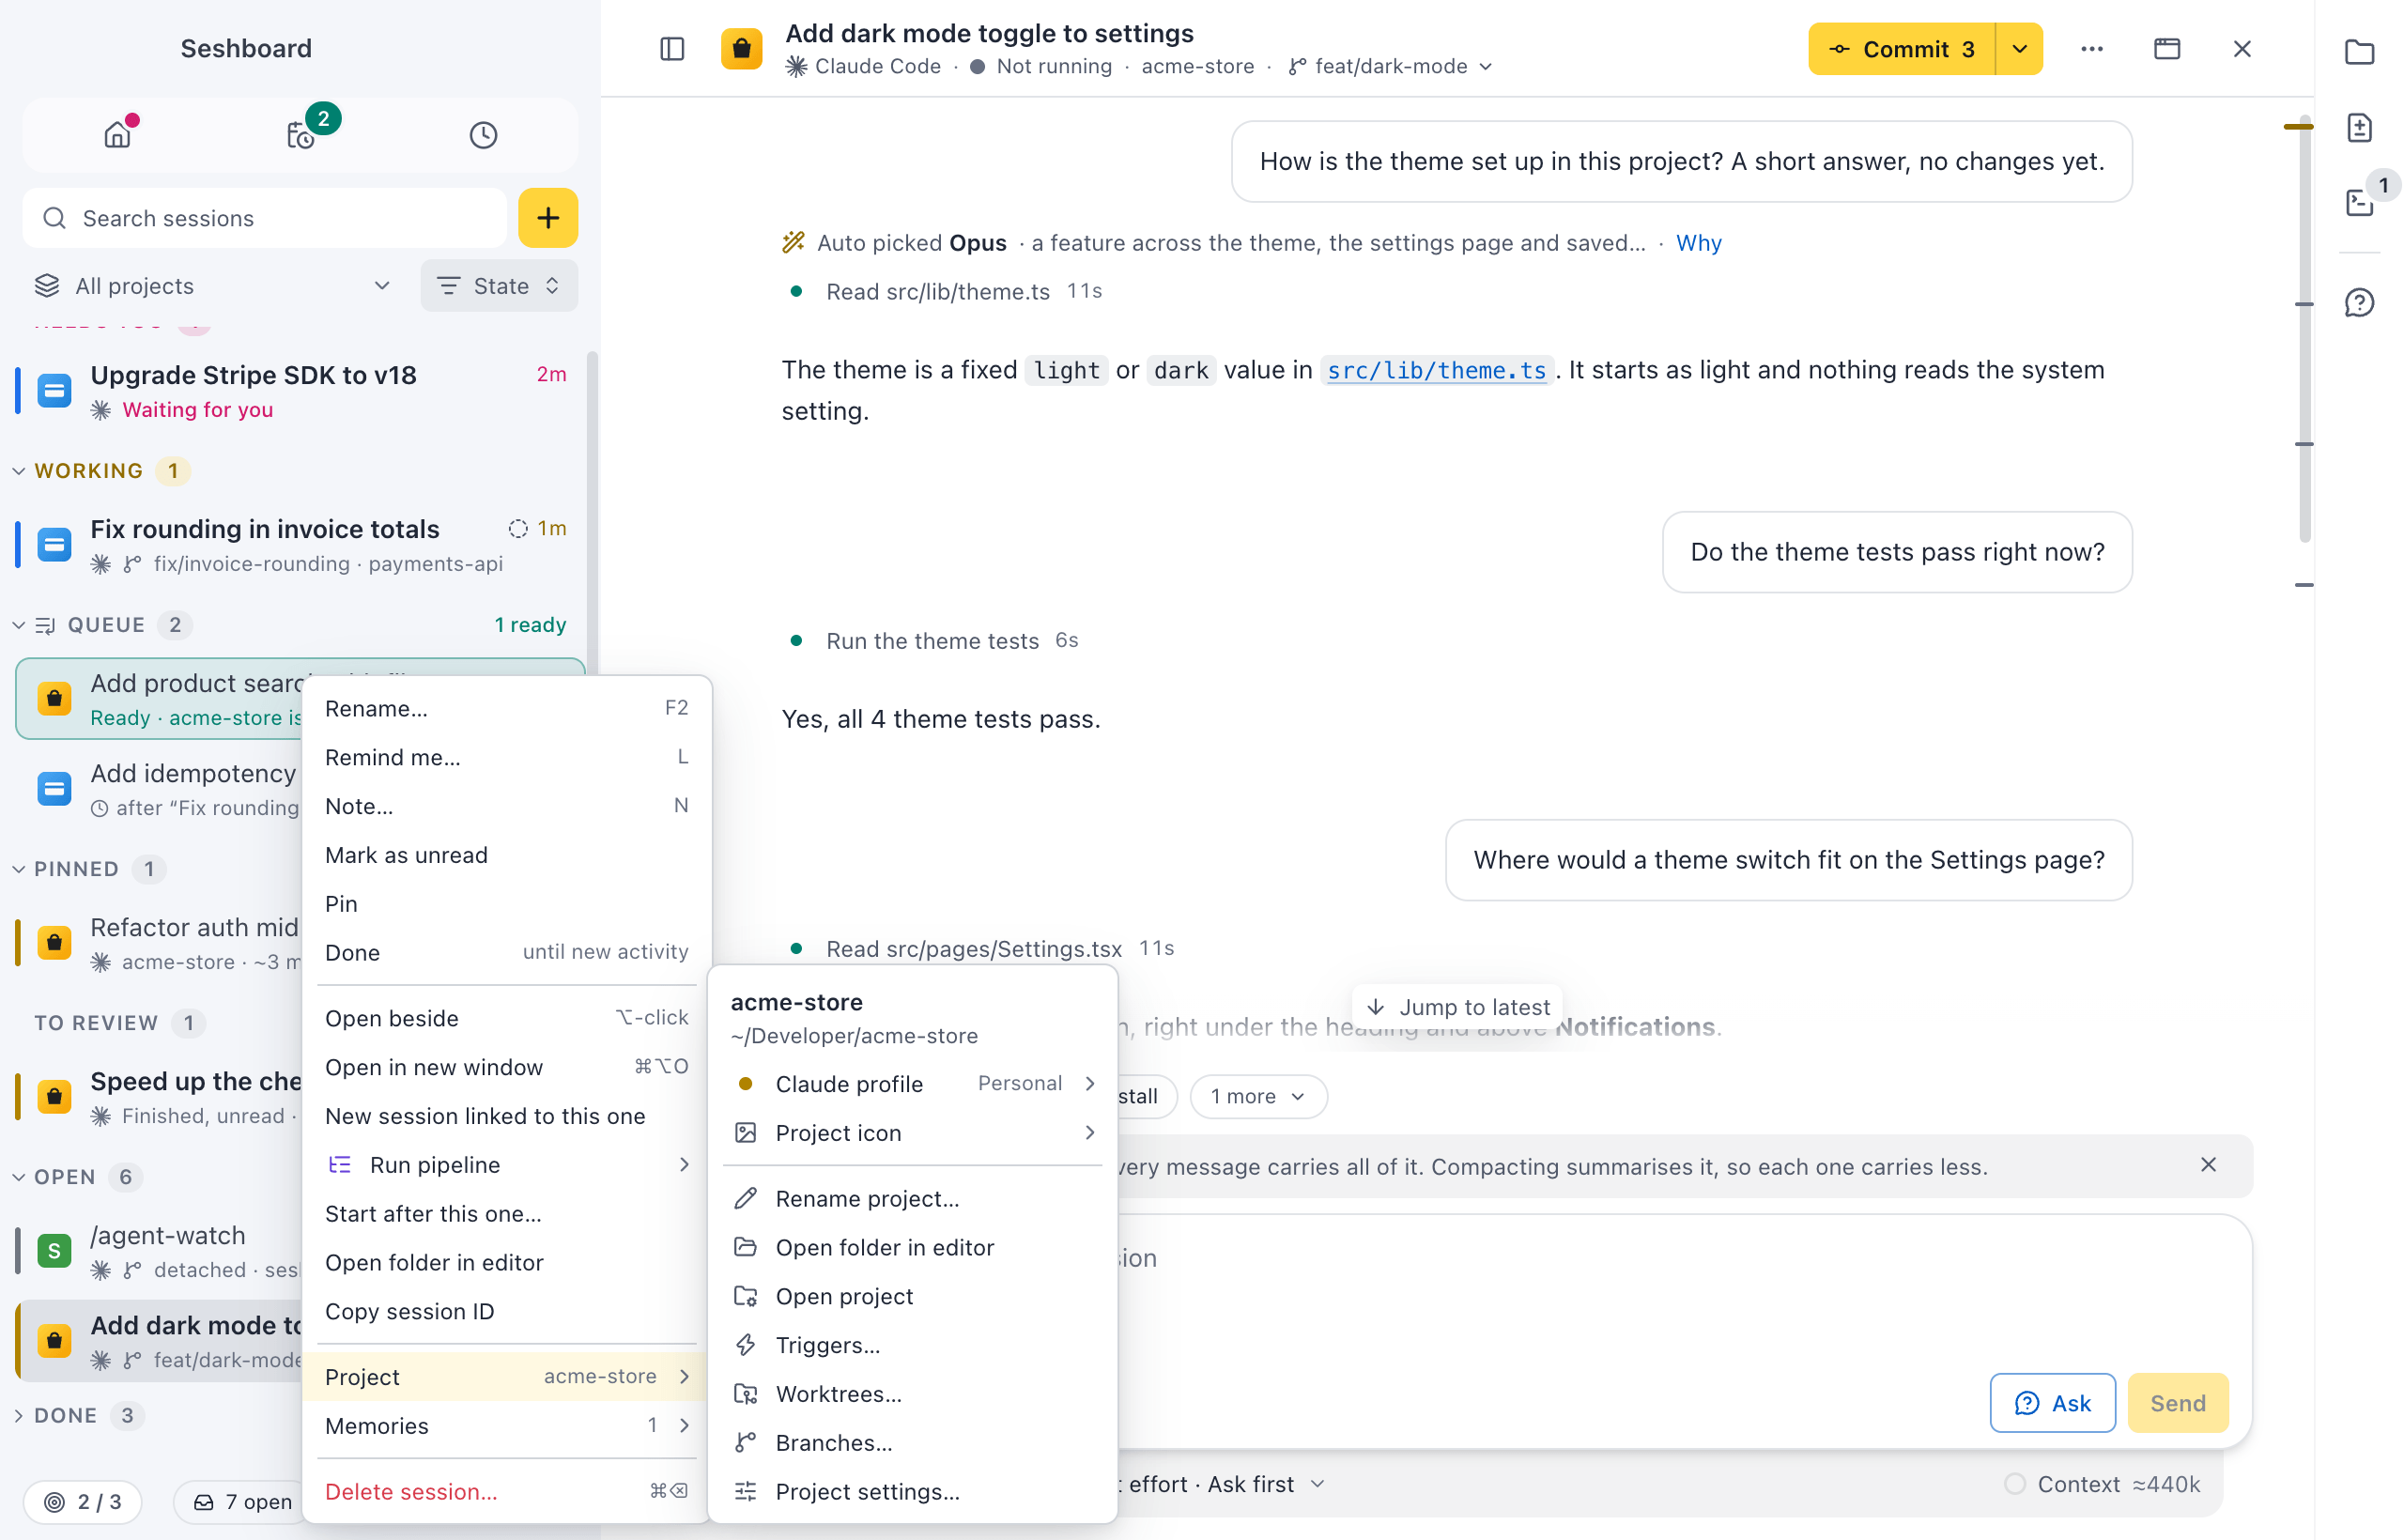 Seshboard
2
Search sessions
All projects
State
Upgrade Stripe SDK to v18
2m
Waiting for you
WORKING 1
Fix rounding in invoice totals
1m
fix/invoice-rounding · payments-api
QUEUE 2
1 ready
Add product search
Ready · acme-store is
Add idempotency
after “Fix rounding
PINNED 1
Refactor auth mid
acme-store · ~3 m
TO REVIEW 1
Speed up the che
Finished, unread ·
OPEN 6
S
/agent-watch
detached · ses
Add dark mode to
feat/dark-mode
DONE 3
2 / 3
7 open
Rename... F2
Remind me... L
Note... N
Mark as unread
Pin
Done until new activity
Open beside ⌥-click
Open in new window ⌘⌥O
New session linked to this one
Run pipeline
Start after this one...
Open folder in editor
Copy session ID
Project acme-store
Memories 1
Delete session... ⌘⌫
acme-store
~/Developer/acme-store
Claude profile Personal
Project icon
Rename project...
Open folder in editor
Open project
Triggers...
Worktrees...
Branches...
Project settings...
Add dark mode toggle to settings
Claude Code · Not running · acme-store · feat/dark-mode
Commit 3
How is the theme set up in this project? A short answer, no changes yet.
Auto picked Opus · a feature across the theme, the settings page and saved... · Why
Read src/lib/theme.ts 11s
The theme is a fixed light or dark value in src/lib/theme.ts. It starts as light and nothing reads the system
setting.
Do the theme tests pass right now?
Run the theme tests 6s
Yes, all 4 theme tests pass.
Where would a theme switch fit on the Settings page?
Read src/pages/Settings.tsx 11s
Jump to latest
, right under the heading and above Notifications.
stall
1 more
very message carries all of it. Compacting summarises it, so each one carries less.
sion
Ask
Send
effort · Ask first
Context ≈440k
1